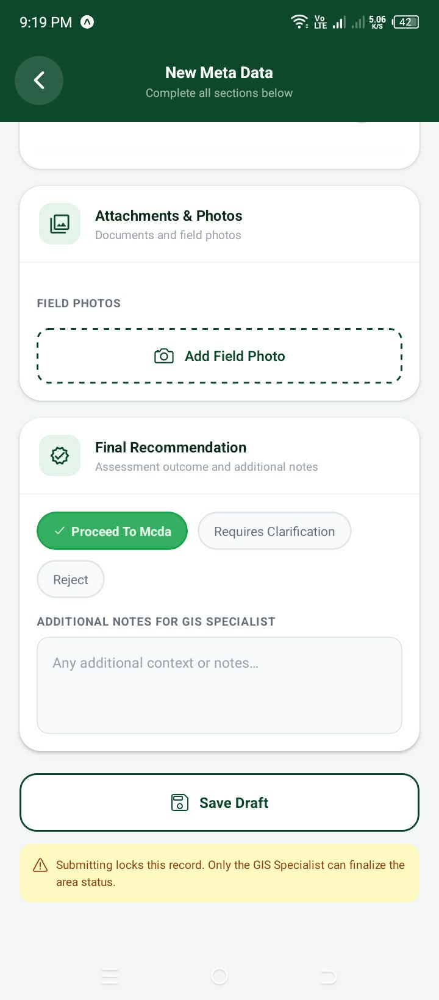 9:19 PM
Vo LTE 5.06 K/S 42
New Meta Data
Complete all sections below
Attachments & Photos
Documents and field photos
FIELD PHOTOS
Add Field Photo
Final Recommendation
Assessment outcome and additional notes
Proceed To Mcda
Requires Clarification
Reject
ADDITIONAL NOTES FOR GIS SPECIALIST
Any additional context or notes...
Save Draft
Submitting locks this record. Only the GIS Specialist can finalize the
area status.